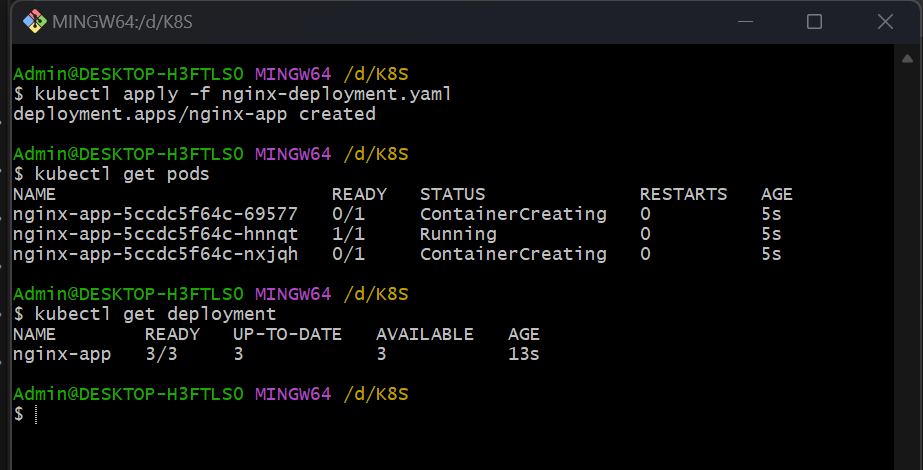 MINGW64:/d/K8S
Admin@DESKTOP-H3FTLS0 MINGW64 /d/K8S
$ kubectl apply -f nginx-deployment.yaml
deployment.apps/nginx-app created
Admin@DESKTOP-H3FTLS0 MINGW64 /d/K8S
$ kubectl get pods
NAME                         READY   STATUS              RESTARTS   AGE
nginx-app-5ccdc5f64c-69577   0/1     ContainerCreating   0          5s
nginx-app-5ccdc5f64c-hnnqt   1/1     Running             0          5s
nginx-app-5ccdc5f64c-nxjqh   0/1     ContainerCreating   0          5s
Admin@DESKTOP-H3FTLS0 MINGW64 /d/K8S
$ kubectl get deployment
NAME        READY   UP-TO-DATE   AVAILABLE   AGE
nginx-app   3/3     3            3           13s
Admin@DESKTOP-H3FTLS0 MINGW64 /d/K8S
$